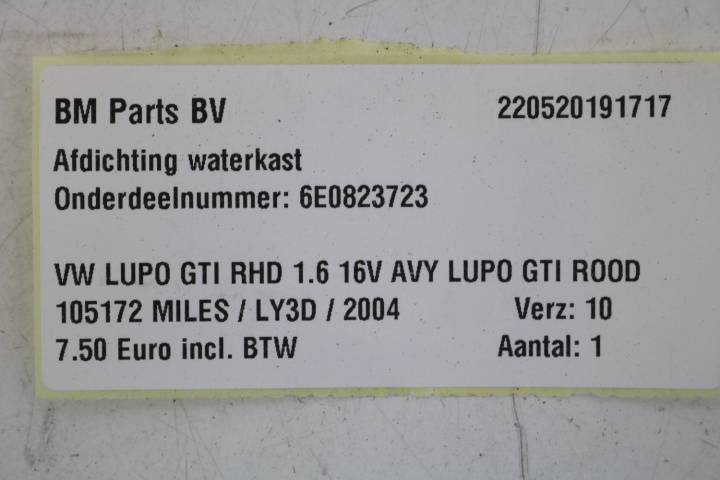 BM Parts BV 220520191717
Afdichting waterkast
Onderdeelnummer: 6E0823723
VW LUPO GTI RHD 1.6 16V AVY LUPO GTI ROOD
105172 MILES / LY3D / 2004 Verz: 10
7.50 Euro incl. BTW Aantal: 1